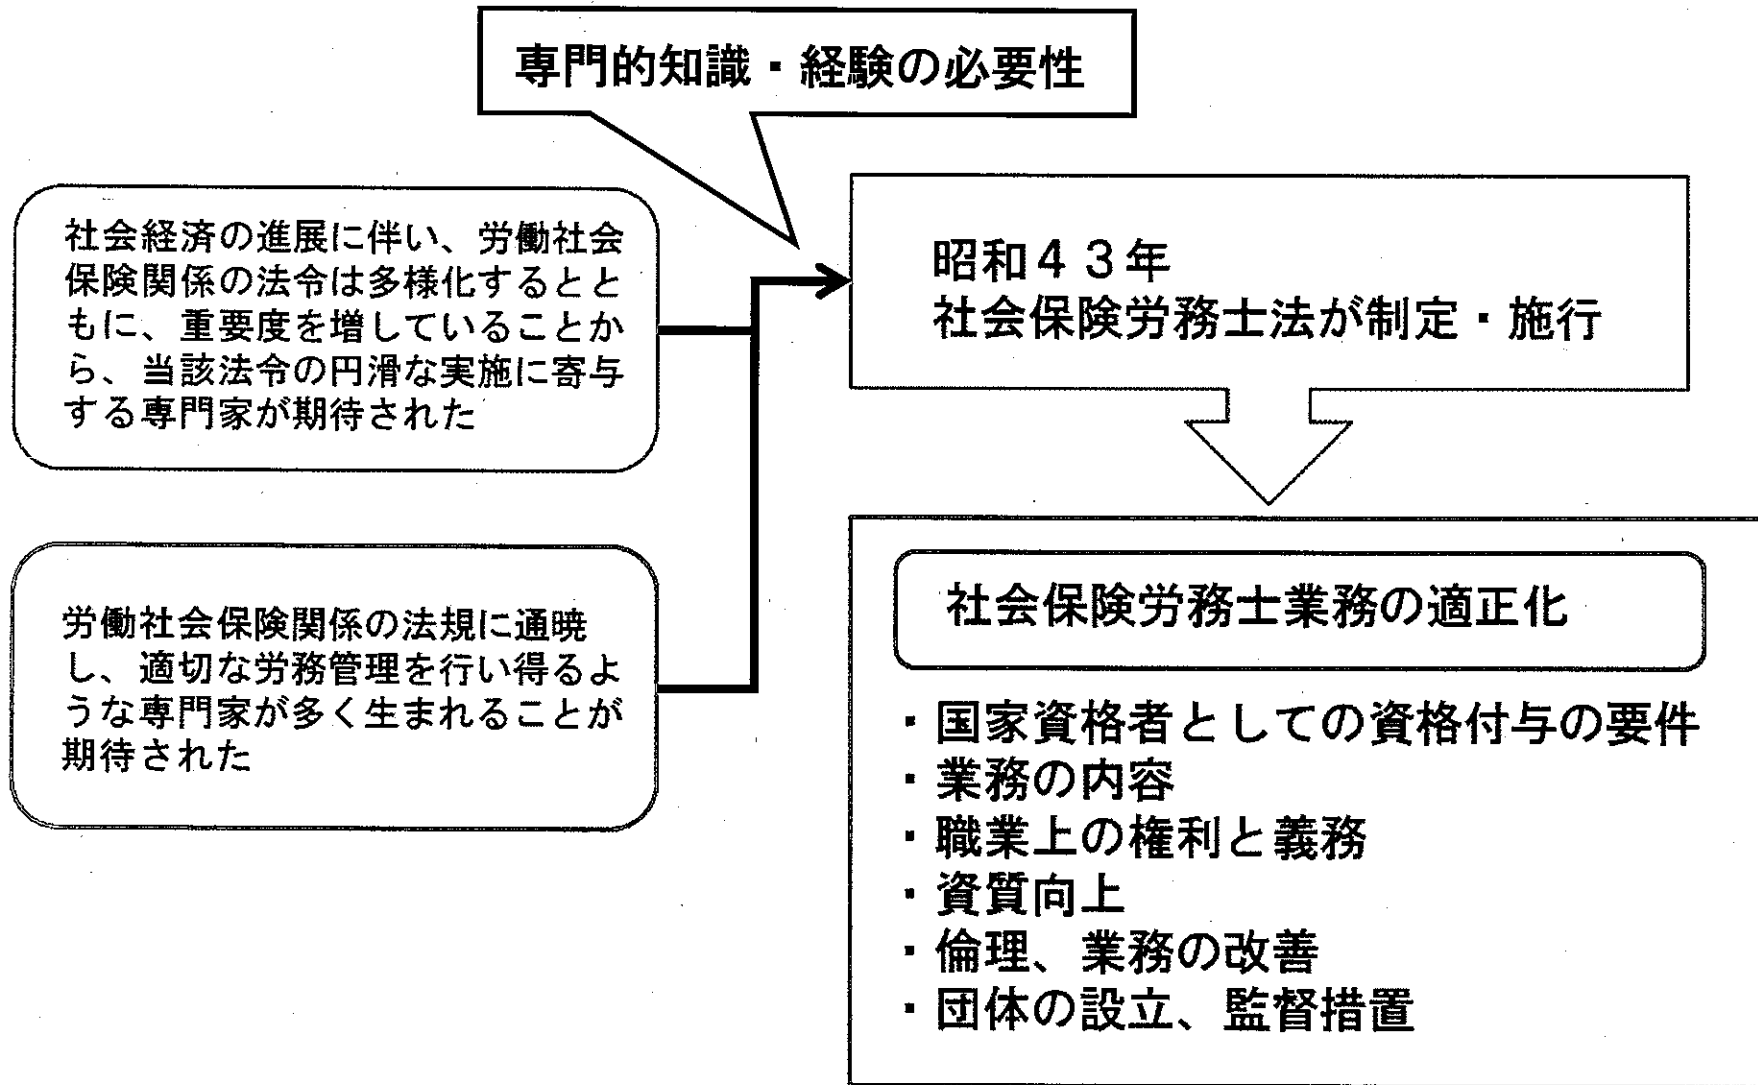 専門的知識・経験の必要性
社会経済の進展に伴い、労働社会
保険関係の法令は多様化するとと
もに、重要度を増していることか
ら、当該法令の円滑な実施に寄与
する専門家が期待された
労働社会保険関係の法規に通暁
し、適切な労務管理を行い得るよ
うな専門家が多く生まれることが
期待された
昭和４３年
社会保険労務士法が制定・施行
社会保険労務士業務の適正化
・国家資格者としての資格付与の要件
・業務の内容
・職業上の権利と義務
・資質向上
・倫理、業務の改善
・団体の設立、監督措置